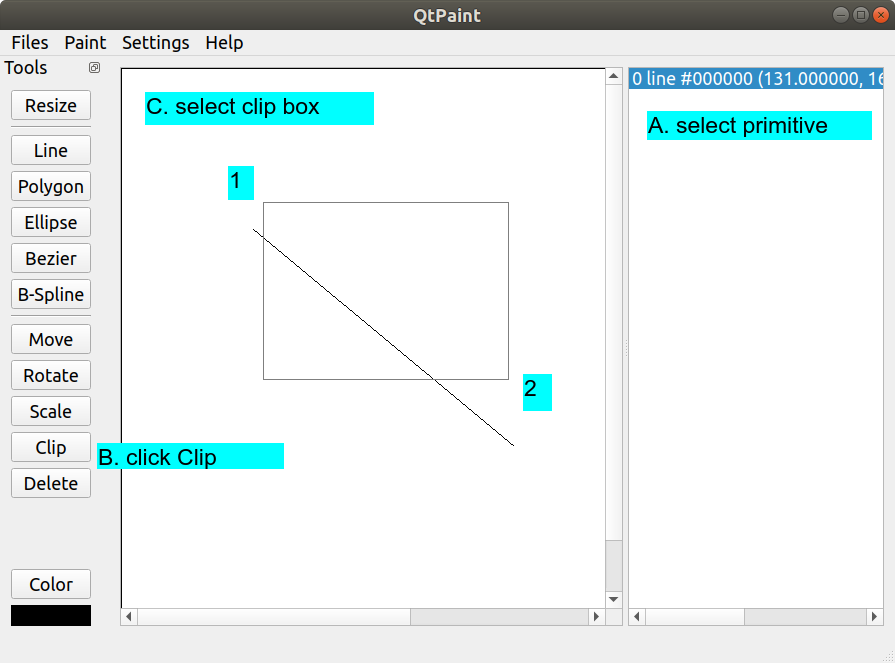 QtPaint
Files Paint Settings Help
Tools
Resize
Line
Polygon
Ellipse
Bezier
B-Spline
Move
Rotate
Scale
Clip
Delete
Color
C. select clip box
1
2
B. click Clip
0 line #000000 (131.000000, 16
A. select primitive